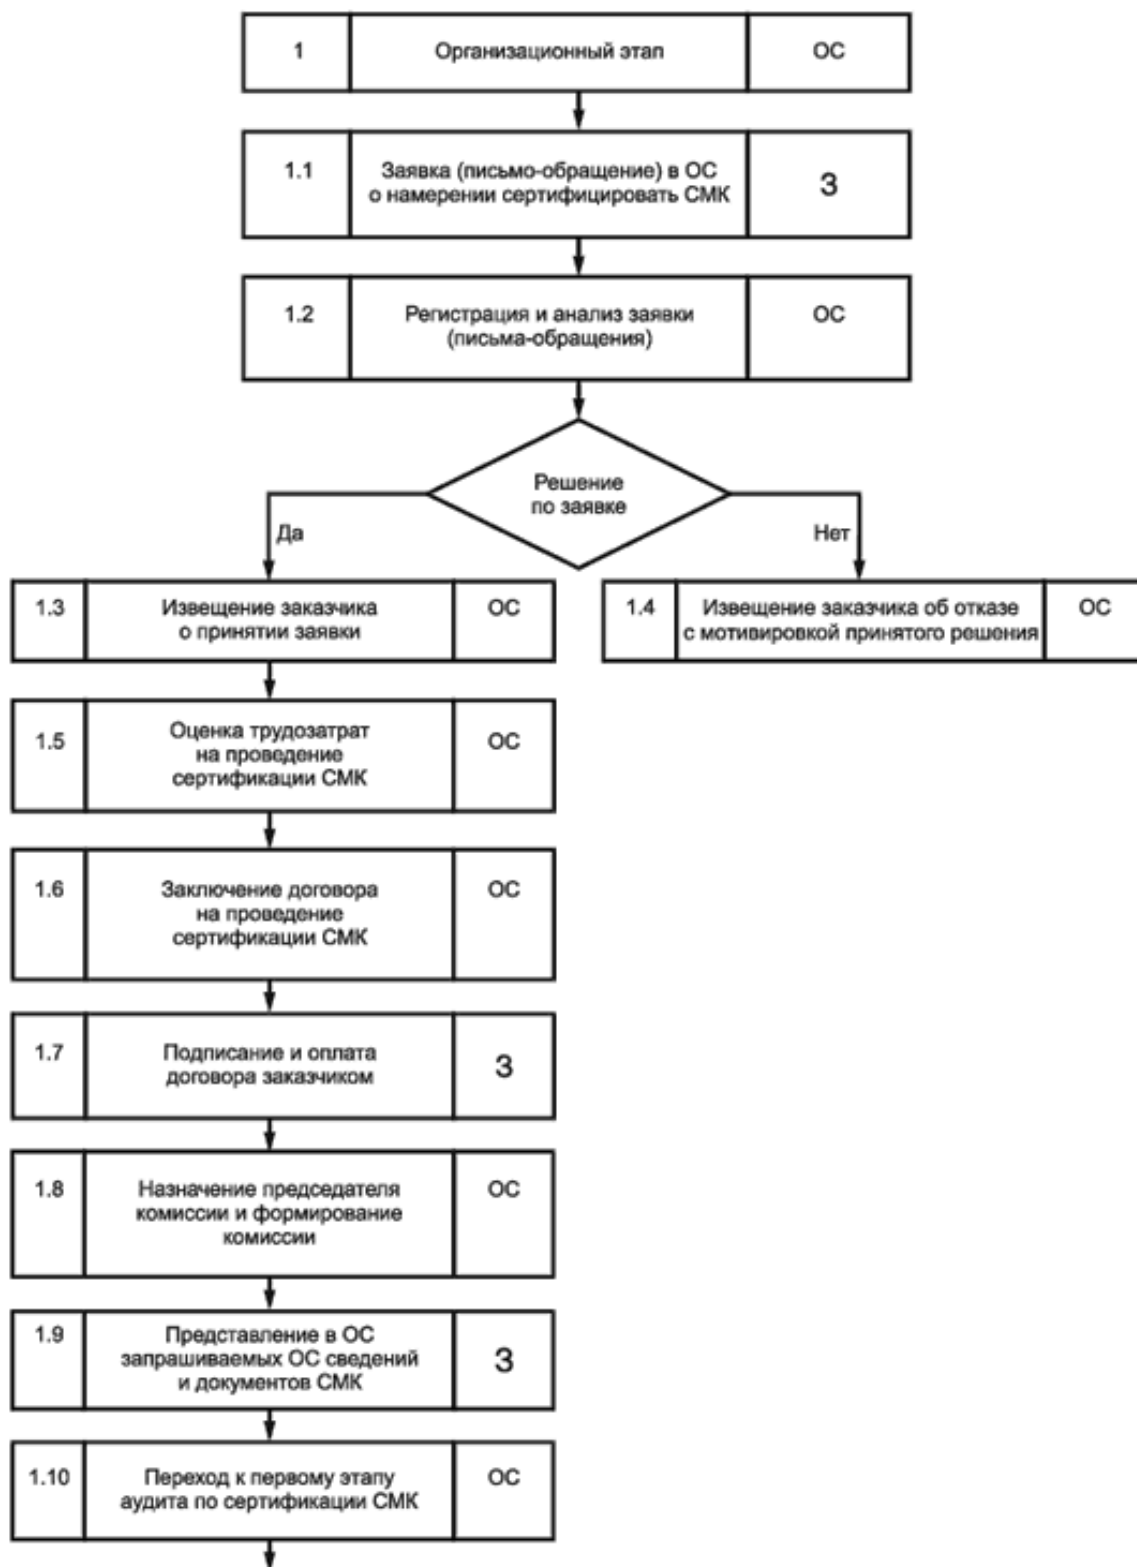 1
Организационный этап
ОС
1.1
Заявка (письмо-обращение) в ОС
о намерении сертифицировать СМК
З
1.2
Регистрация и анализ заявки
(письма-обращения)
ОС
Решение
по заявке
Да
Нет
1.3
Извещение заказчика
о принятии заявки
ОС
1.4
Извещение заказчика об отказе
с мотивировкой принятого решения
ОС
1.5
Оценка трудозатрат
на проведение
сертификации СМК
ОС
1.6
Заключение договора
на проведение
сертификации СМК
ОС
1.7
Подписание и оплата
договора заказчиком
З
1.8
Назначение председателя
комиссии и формирование
комиссии
ОС
1.9
Представление в ОС
запрашиваемых ОС сведений
и документов СМК
З
1.10
Переход к первому этапу
аудита по сертификации СМК
ОС